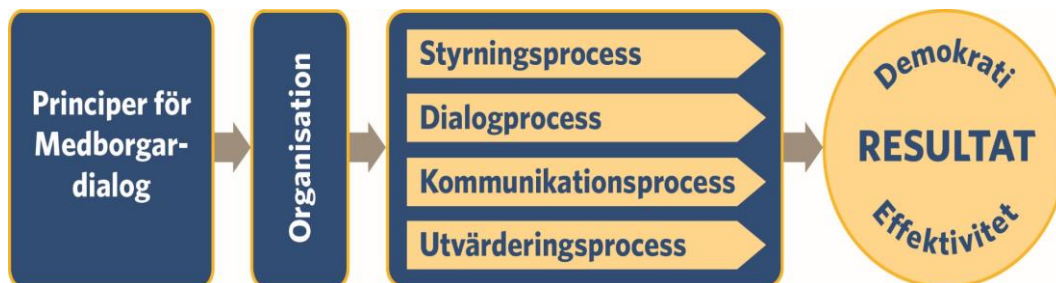 Principer för
Medborgar-
dialog
Organisation
Styrningsprocess
Dialogprocess
Kommunikationsprocess
Utvärderingsprocess
Demokrati
RESULTAT
Effektivitet